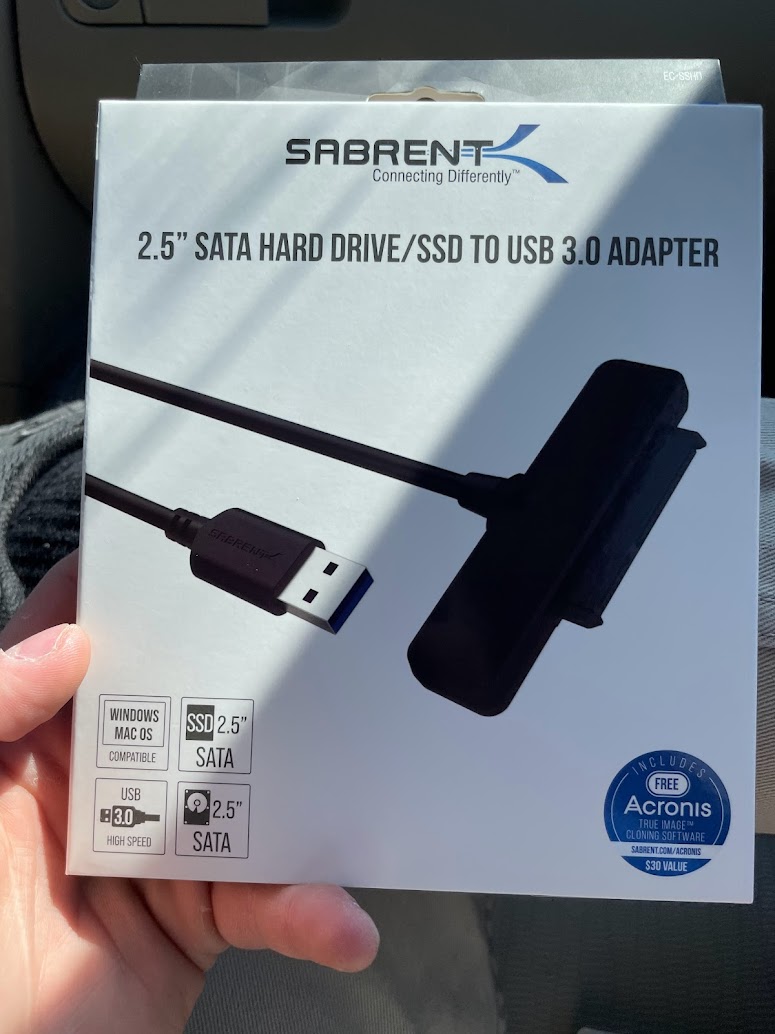 EC-SSHD
SABRENT
Connecting Differently™
2.5” SATA HARD DRIVE/SSD TO USB 3.0 ADAPTER
SABRENT
WINDOWS
MAC OS
COMPATIBLE
SSD 2.5”
SATA
USB
3.0
HIGH SPEED
2.5”
SATA
INCLUDES
FREE
Acronis
TRUE IMAGE™
CLONING SOFTWARE
SABRENT.COM/ACRONIS
$30 VALUE